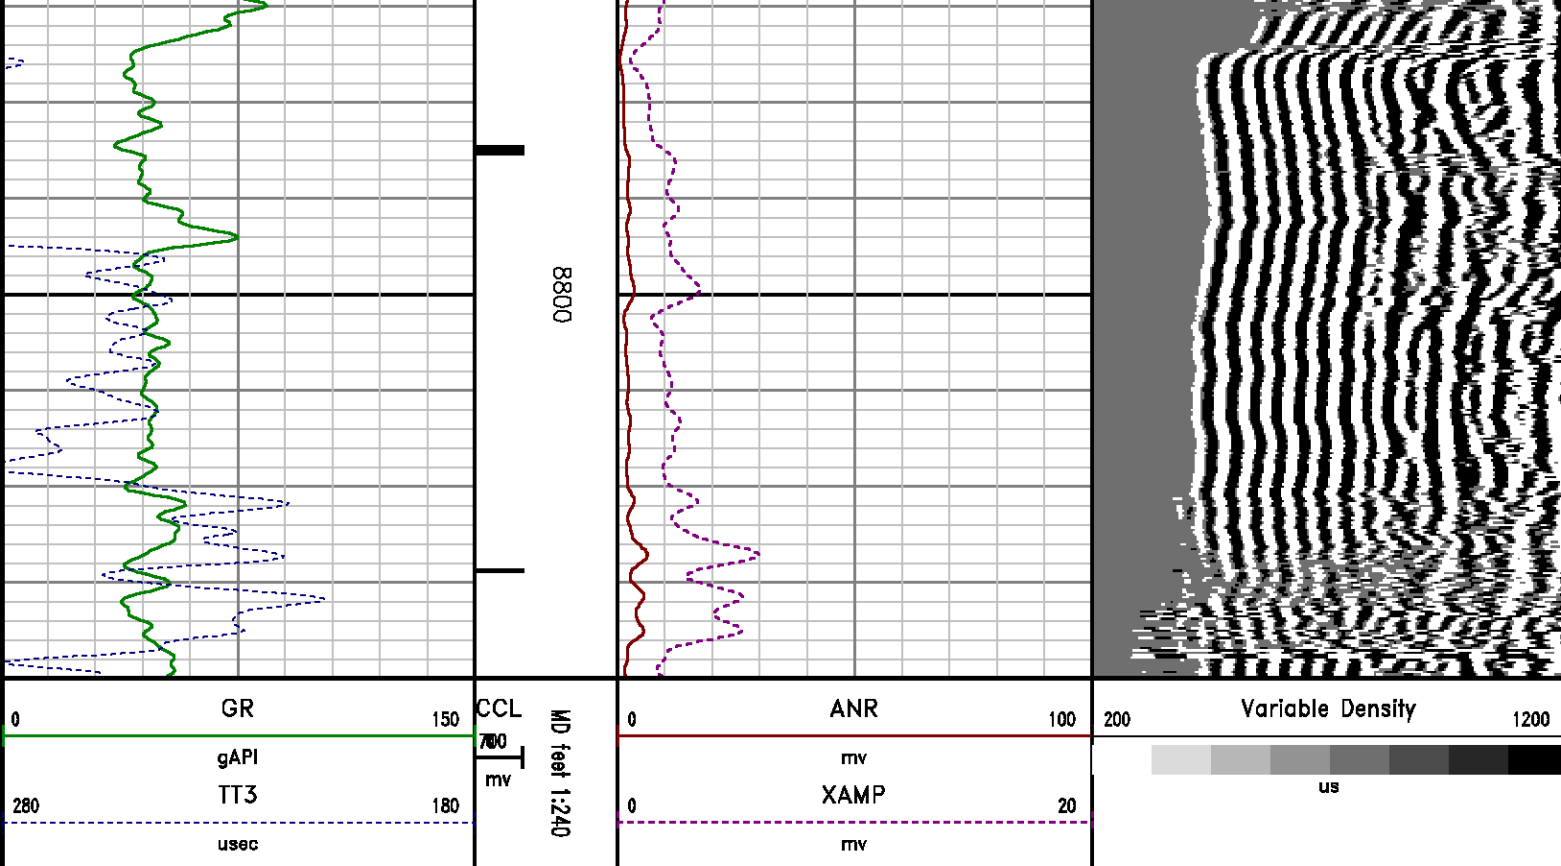 8800
GR
0 150
gAPI
TT3
280 180
usec
CCL
mv
MD feet 1:240
ANR
0 100
mv
XAMP
0 20
mv
Variable Density
200 1200
us